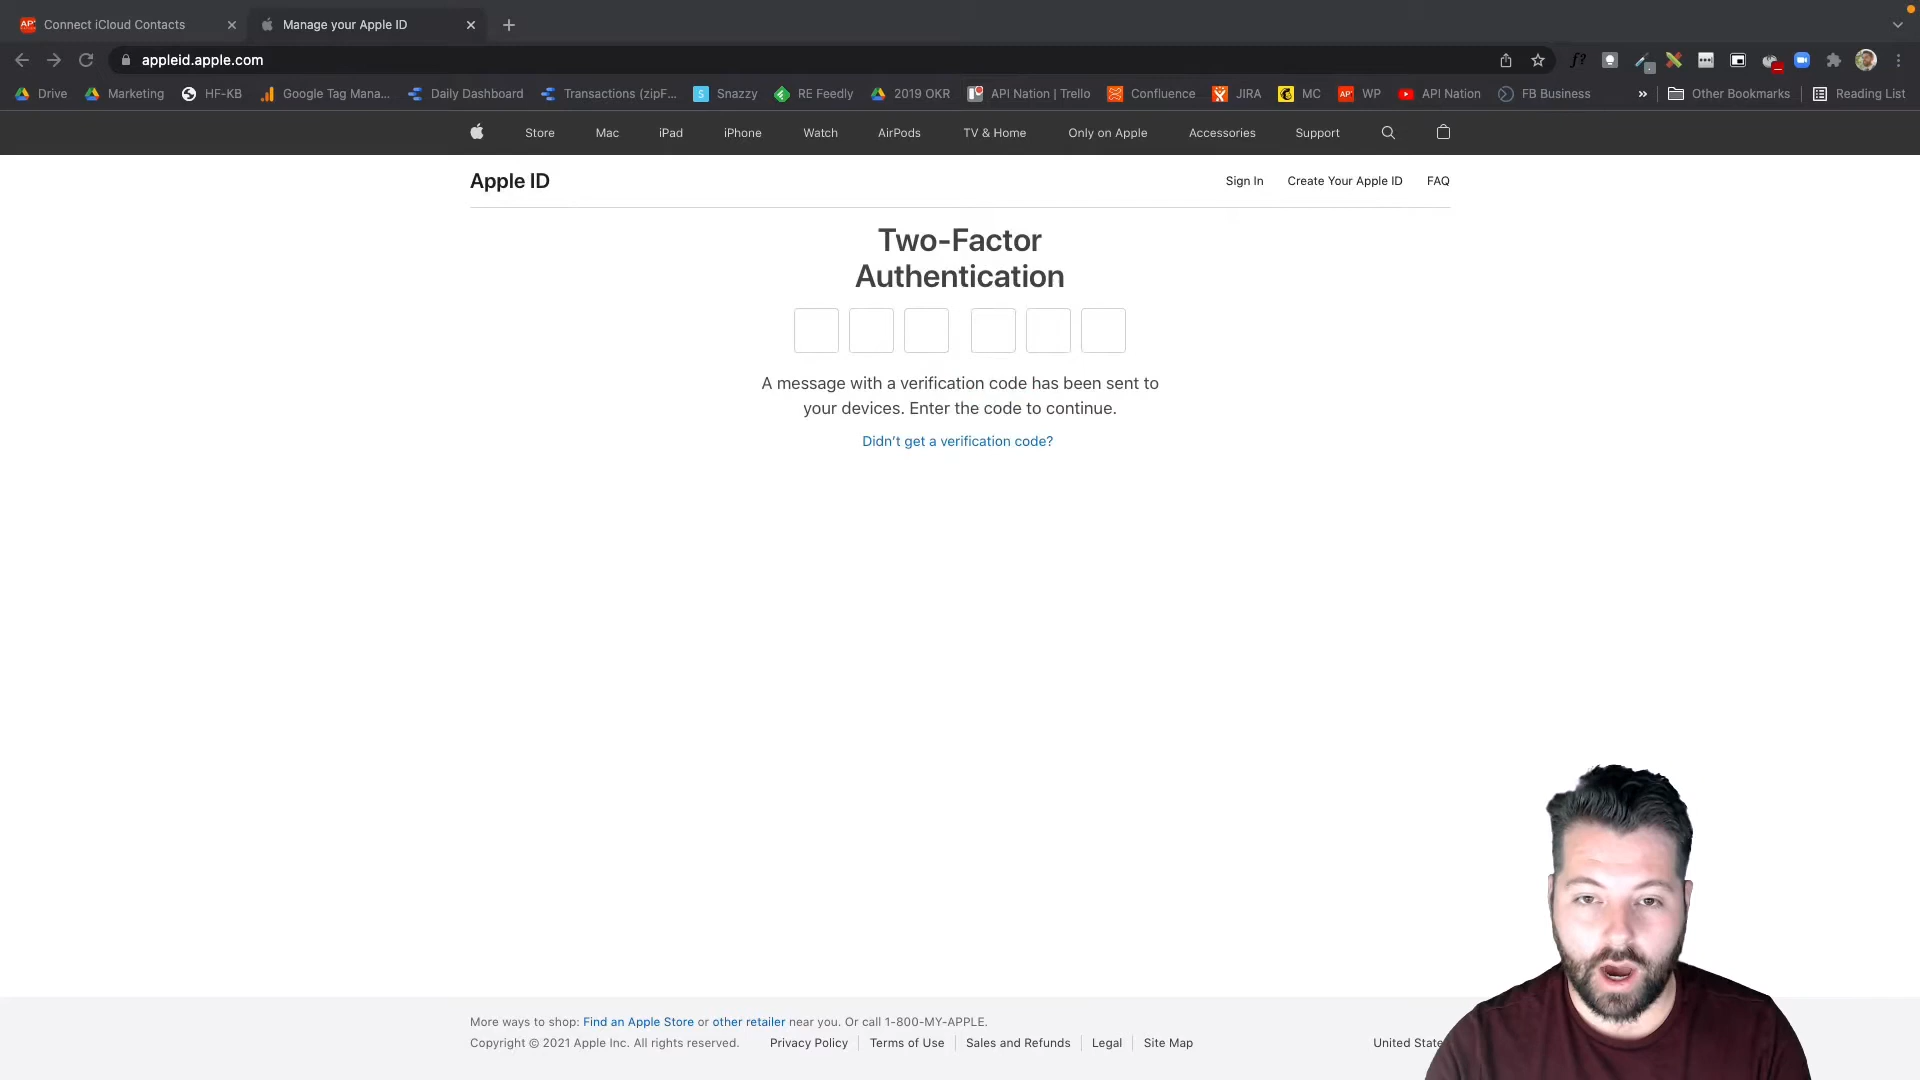 Connect iCloud Contacts
Manage your Apple ID
appleid.apple.com
Drive Marketing HF-KB Google Tag Mana... Daily Dashboard Transactions (zipF... Snazzy RE Feedly 2019 OKR API Nation | Trello Confluence JIRA MC WP API Nation FB Business » Other Bookmarks Reading List
Store Mac iPad iPhone Watch AirPods TV & Home Only on Apple Accessories Support
Apple ID Sign In Create Your Apple ID FAQ
Two-Factor
Authentication
A message with a verification code has been sent to
your devices. Enter the code to continue.
Didn't get a verification code?
More ways to shop: Find an Apple Store or other retailer near you. Or call 1-800-MY-APPLE.
Copyright © 2021 Apple Inc. All rights reserved. Privacy Policy Terms of Use Sales and Refunds Legal Site Map United State